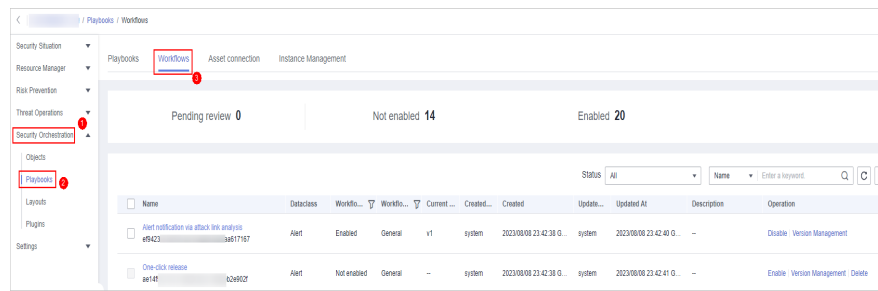 / Playbooks / Workflows
Security Situation
Resource Manager
Risk Prevention
Threat Operations
1
Security Orchestration
Objects
Playbooks 2
Layouts
Plugins
Settings
Playbooks Workflows Asset connection Instance Management
3
Pending review 0 Not enabled 14 Enabled 20
Status All Name Enter a keyword.
Name Dataclass Workflo... Workflo... Current ... Created... Created Update... Updated At Description Operation
Alert notification via attack link analysis
ef9423 aa617167
Alert Enabled General v1 system 2023/08/08 23:42:38 G... system 2023/08/08 23:42:40 G... -- Disable Version Management
One-click release
ae14f b2e902f
Alert Not enabled General -- system 2023/08/08 23:42:38 G... system 2023/08/08 23:42:41 G... -- Enable Version Management Delete